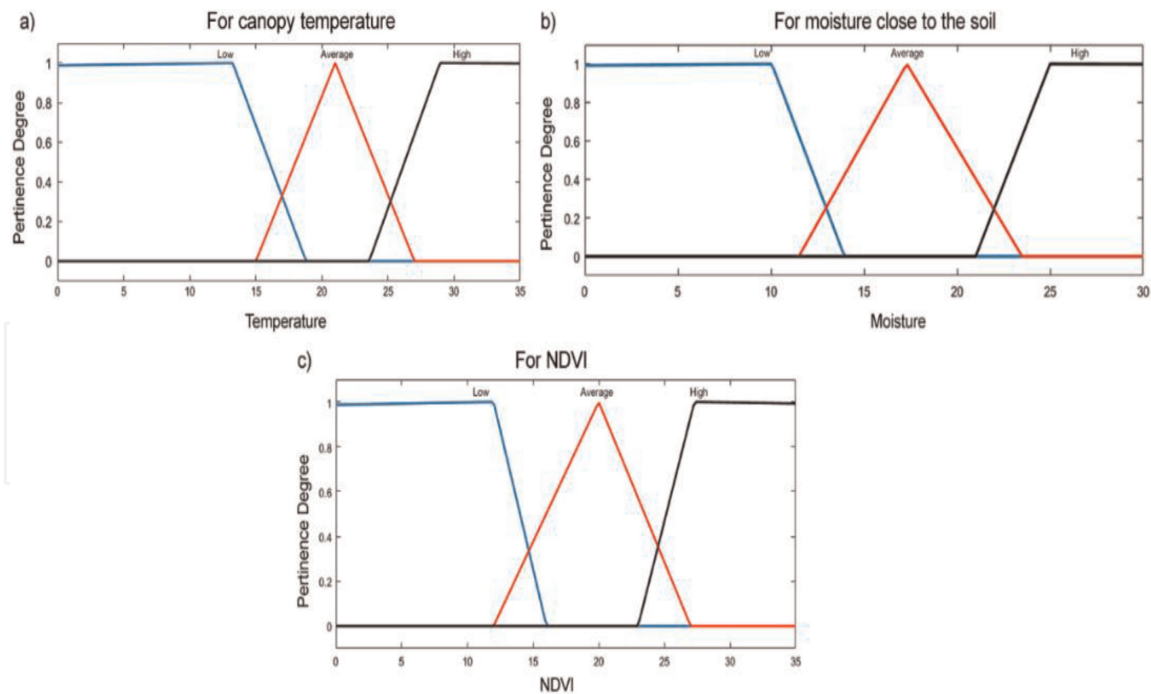 a) For canopy temperature
Low Average High
1
0.8
0.6
0.4
0.2
0
Pertinence Degree
0 5 10 15 20 25 30 35
Temperature
b) For moisture close to the soil
Low Average High
1
0.8
0.6
0.4
0.2
0
Pertinence Degree
0 5 10 15 20 25 30
Moisture
c) For NDVI
Low Average High
1
0.8
0.6
0.4
0.2
0
Pertinence Degree
0 5 10 15 20 25 30 35
NDVI